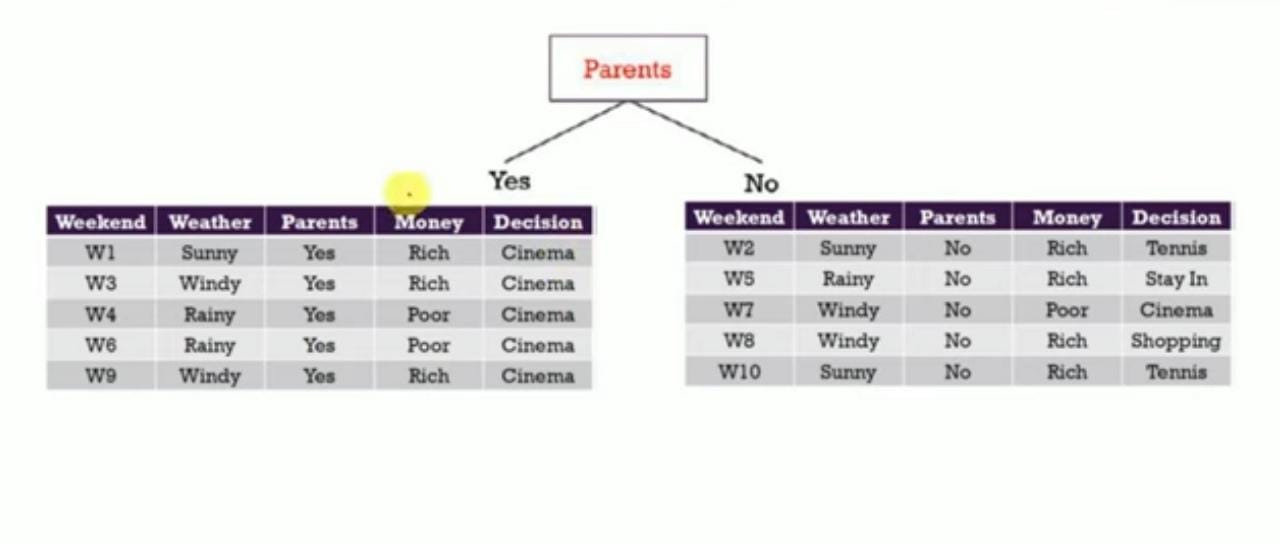 Parents
Yes
No
Weekend Weather Parents Money Decision
W1 Sunny Yes Rich Cinema
W3 Windy Yes Rich Cinema
W4 Rainy Yes Poor Cinema
W6 Rainy Yes Poor Cinema
W9 Windy Yes Rich Cinema
Weekend Weather Parents Money Decision
W2 Sunny No Rich Tennis
W5 Rainy No Rich Stay In
W7 Windy No Poor Cinema
W8 Windy No Rich Shopping
W10 Sunny No Rich Tennis